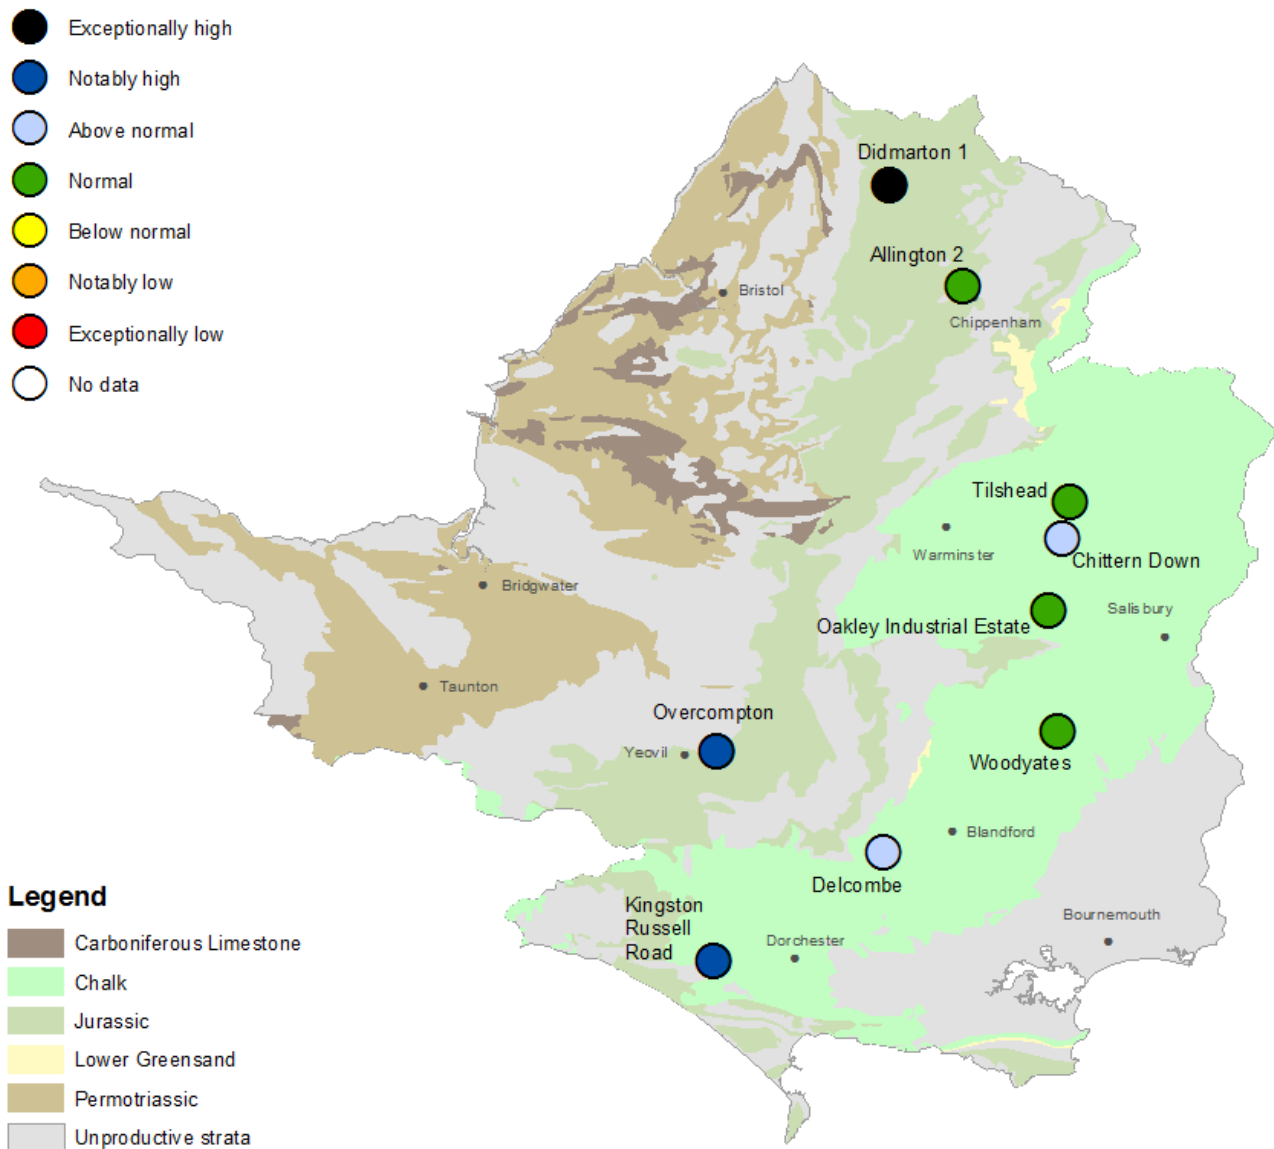 Exceptionally high
Notably high
Above normal
Normal
Below normal
Notably low
Exceptionally low
No data
Didmarton 1
Allington 2
Bristol
Chippenham
Tilshead
Warminster
Chittern Down
Bridgwater
Salisbury
Oakley Industrial Estate
Taunton
Overcompton
Yeovil
Woodyates
Blandford
Delcombe
Kingston
Russell
Road
Bournemouth
Dorchester
Legend
Carboniferous Limestone
Chalk
Jurassic
Lower Greensand
Permotriassic
Unproductive strata